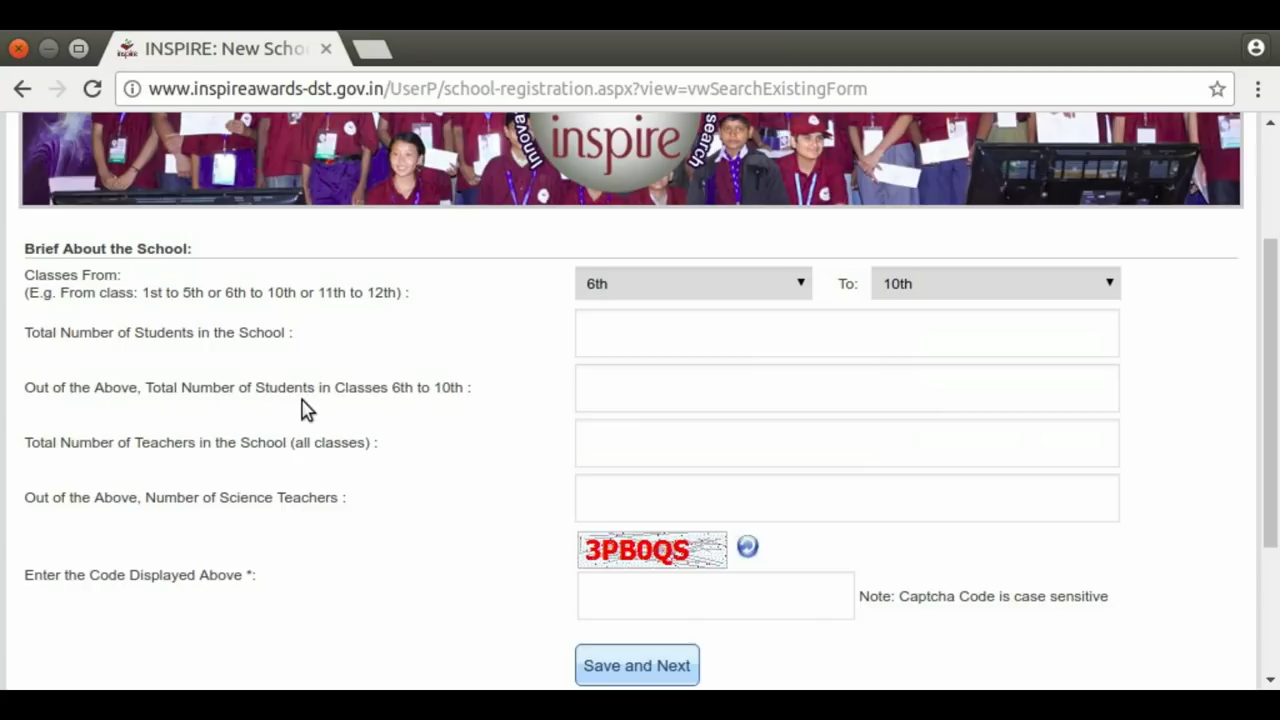 INSPIRE: New Scho
www.inspireawards-dst.gov.in/UserP/school-registration.aspx?view=vwSearchExistingForm
Innova
inspire
search
Brief About the School:
Classes From:
(E.g. From class: 1st to 5th or 6th to 10th or 11th to 12th) :
6th To: 10th
Total Number of Students in the School :
Out of the Above, Total Number of Students in Classes 6th to 10th :
Total Number of Teachers in the School (all classes) :
Out of the Above, Number of Science Teachers :
3PB0QS
Enter the Code Displayed Above *:
Note: Captcha Code is case sensitive
Save and Next